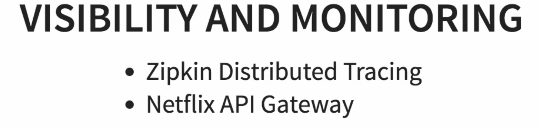 VISIBILITY AND MONITORING
• Zipkin Distributed Tracing
• Netflix API Gateway